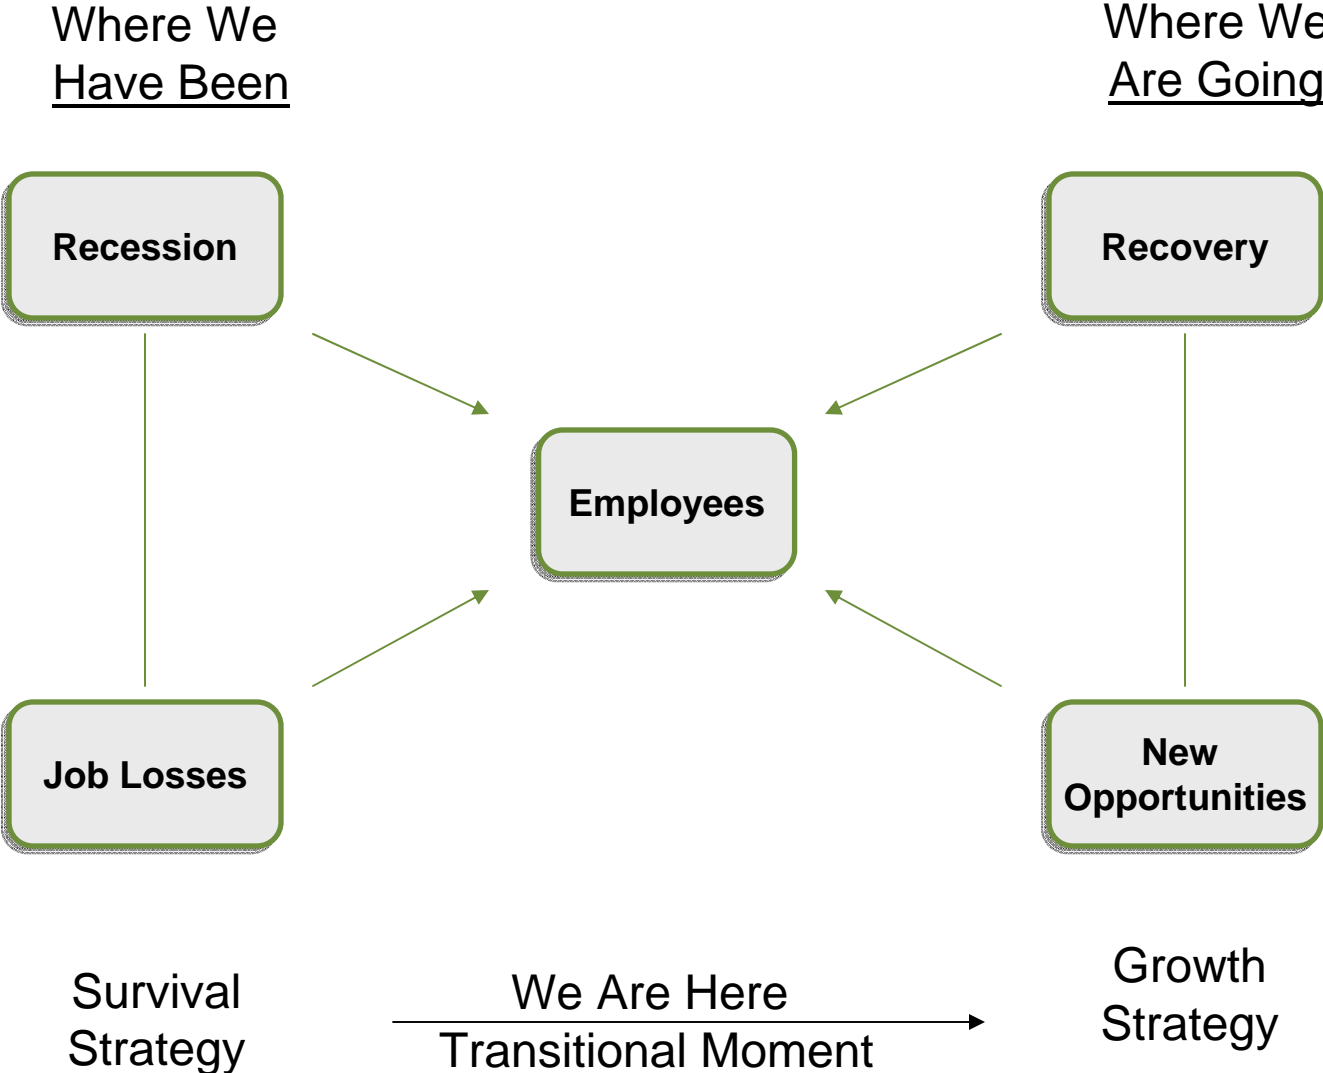 Where We
Have Been
Where We
Are Going
Recession
Recovery
Employees
Job Losses
New
Opportunities
Survival
Strategy
We Are Here
Transitional Moment
Growth
Strategy